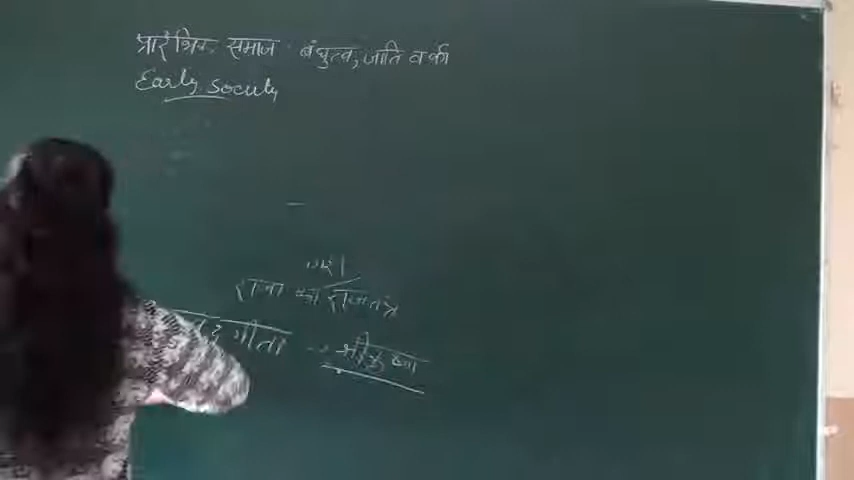 प्रारंभिक समाज बंधुत्व, जाति वर्ग
Early Society
वंश
राजा का राजतंत्र
गीता → श्रीकृष्ण